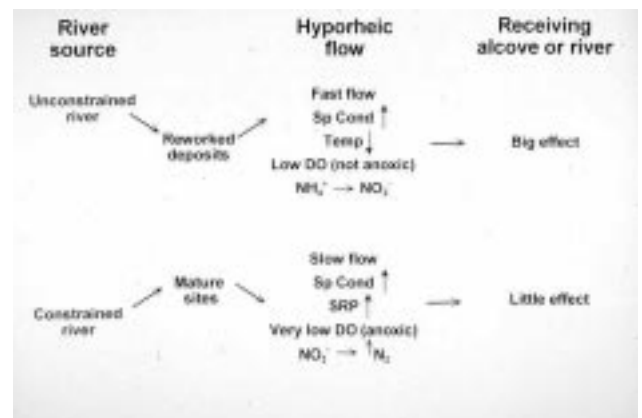 River source
Hyporheic flow
Receiving alcove or river
Unconstrained river
Reworked deposits
Fast flow
Sp Cond ↑
Temp ↓
Low DO (not anoxic)
NH₄⁺ → NO₃⁻
Big effect
Constrained river
Mature sites
Slow flow
Sp Cond ↑
SRP ↑
Very low DO (anoxic)
NO₃⁻ → ↑N₂
Little effect